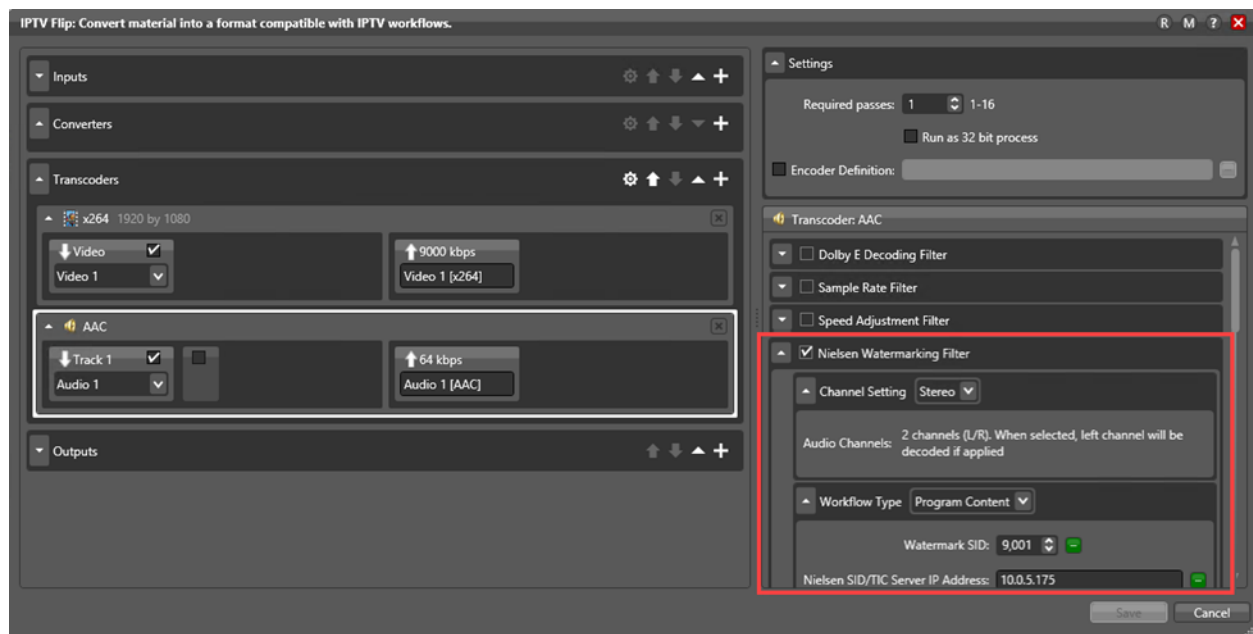 IPTV Flip: Convert material into a format compatible with IPTV workflows.
R M ?
Inputs
Converters
Transcoders
x264 1920 by 1080
Video
9000 kbps
Video 1
Video 1 [x264]
AAC
Track 1
64 kbps
Audio 1
Audio 1 [AAC]
Outputs
Settings
Required passes: 1 1-16
Run as 32 bit process
Encoder Definition:
Transcoder: AAC
Dolby E Decoding Filter
Sample Rate Filter
Speed Adjustment Filter
Nielsen Watermarking Filter
Channel Setting Stereo
Audio Channels: 2 channels (L/R). When selected, left channel will be
decoded if applied
Workflow Type Program Content
Watermark SID: 9,001
Nielsen SID/TIC Server IP Address: 10.0.5.175
Save Cancel